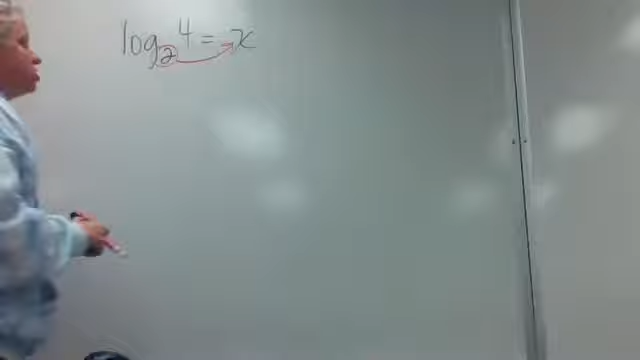 log₂ 4 = x